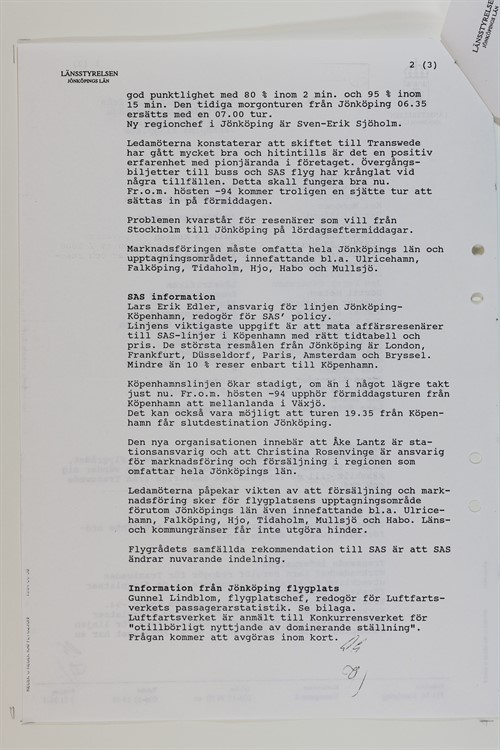 LÄNSSTYRELSEN
JÖNKÖPINGS LÄN
LÄNSSTYRELSEN
JÖNKÖPINGS LÄN
2 (3)
god punktlighet med 80 % inom 2 min. och 95 % inom
15 min. Den tidiga morgonturen från Jönköping 06.35
ersätts med en 07.00 tur.
Ny regionchef i Jönköping är Sven-Erik Sjöholm.
Ledamöterna konstaterar att skiftet till Transwede
har gått mycket bra och hitintills är det en positiv
erfarenhet med pionjäranda i företaget. Övergångs-
biljetter till buss och SAS flyg har krånglat vid
några tillfällen. Detta skall fungera bra nu.
Fr.o.m. hösten -94 kommer troligen en sjätte tur att
sättas in på förmiddagen.
Problemen kvarstår för resenärer som vill från
Stockholm till Jönköping på lördagseftermiddagar.
Marknadsföringen måste omfatta hela Jönköpings län och
upptagningsområdet, innefattande bl.a. Ulricehamn,
Falköping, Tidaholm, Hjo, Habo och Mullsjö.
SAS information
Lars Erik Edler, ansvarig för linjen Jönköping-
Köpenhamn, redogör för SAS' policy.
Linjens viktigaste uppgift är att mata affärsresenärer
till SAS-linjer i Köpenhamn med rätt tidtabell och
pris. De största resmålen från Jönköping är London,
Frankfurt, Düsseldorf, Paris, Amsterdam och Bryssel.
Mindre än 10 % reser enbart till Köpenhamn.
Köpenhamnslinjen ökar stadigt, om än i något lägre takt
just nu. Fr.o.m. hösten -94 upphör förmiddagsturen från
Köpenhamn att mellanlanda i Växjö.
Det kan också vara möjligt att turen 19.35 från Köpen-
hamn får slutdestination Jönköping.
Den nya organisationen innebär att Åke Lantz är sta-
tionsansvarig och att Christina Rosenvinge är ansvarig
för marknadsföring och försäljning i regionen som
omfattar hela Jönköpings län.
Ledamöterna påpekar vikten av att försäljning och mark-
nadsföring sker för flygplatsens upptagningsområde
förutom Jönköpings län även innefattande bl.a. Ulrice-
hamn, Falköping, Hjo, Tidaholm, Mullsjö och Habo. Läns-
och kommungränser får inte utgöra hinder.
Flygrådets samfällda rekommendation till SAS är att SAS
ändrar nuvarande indelning.
Information från Jönköping flygplats
Gunnel Lindblom, flygplatschef, redogör för Luftfarts-
verkets passagerarstatistik. Se bilaga.
Luftfartsverket är anmält till Konkurrensverket för
"otillbörligt nyttjande av dominerande ställning".
Frågan kommer att avgöras inom kort.